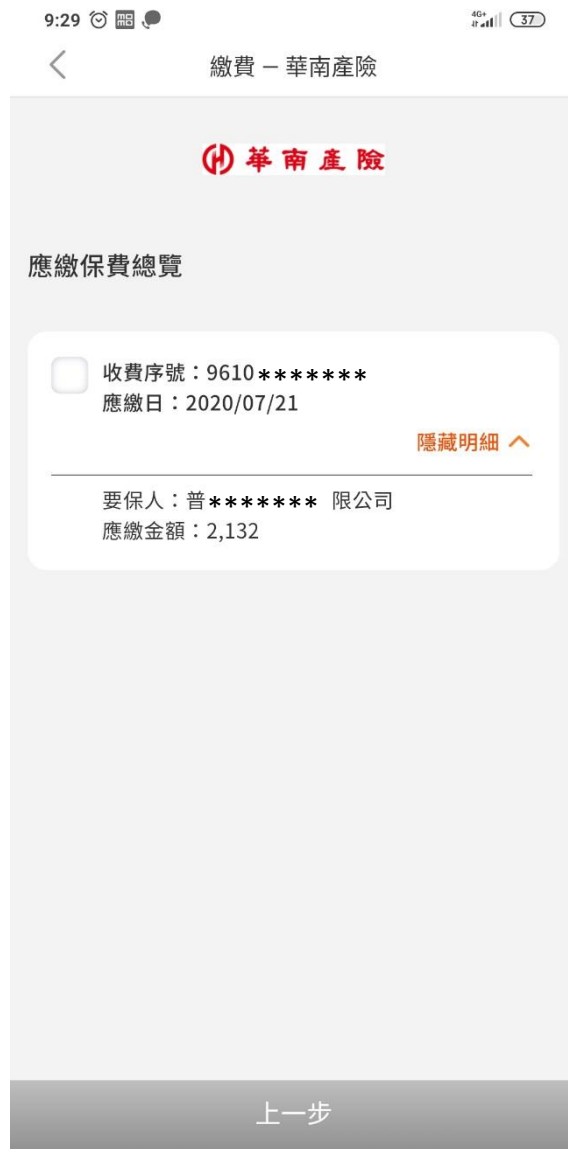 9:29
4G+
37
繳費 – 華南產險
華南產險
應繳保費總覽
收費序號：9610*******
應繳日：2020/07/21
隱藏明細
要保人：普******* 限公司
應繳金額：2,132
上一步